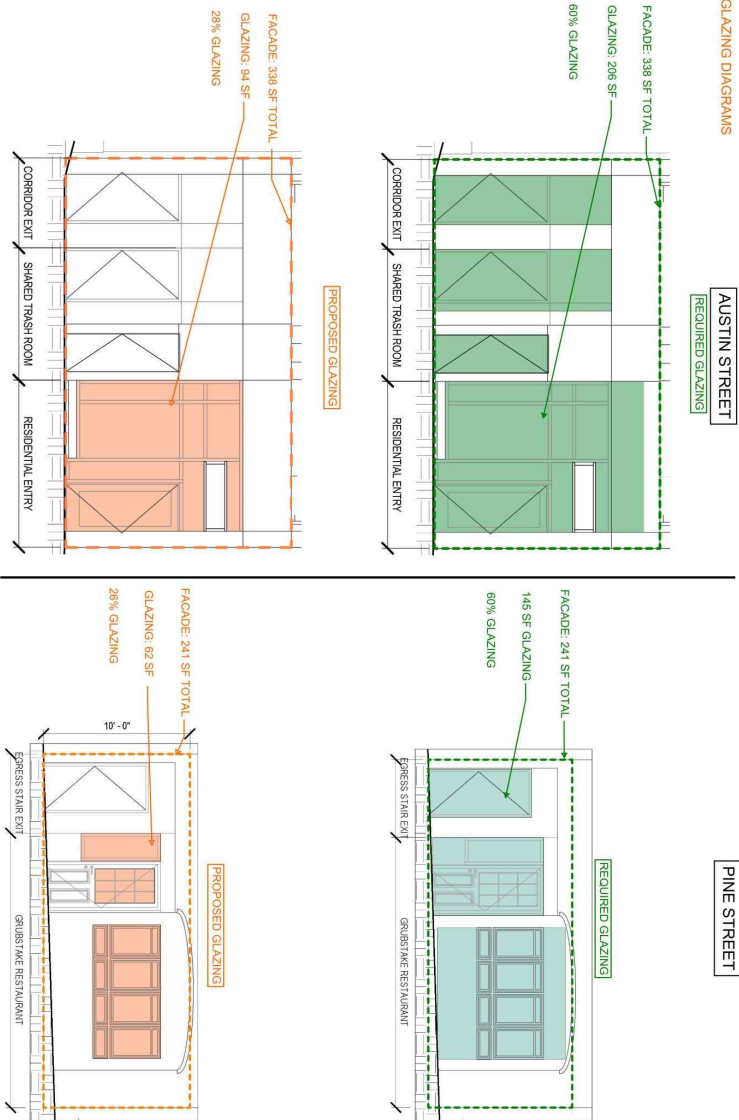 GLAZING DIAGRAMS
AUSTIN STREET
REQUIRED GLAZING
FACADE: 338 SF TOTAL
GLAZING: 206 SF
60% GLAZING
CORRIDOR EXIT
SHARED TRASH ROOM
RESIDENTIAL ENTRY
PROPOSED GLAZING
FACADE: 338 SF TOTAL
GLAZING: 94 SF
28% GLAZING
CORRIDOR EXIT
SHARED TRASH ROOM
RESIDENTIAL ENTRY
PINE STREET
REQUIRED GLAZING
FACADE: 241 SF TOTAL
145 SF GLAZING
60% GLAZING
EGRESS STAIR EXIT
GRUBSTAKE RESTAURANT
PROPOSED GLAZING
FACADE: 241 SF TOTAL
GLAZING: 62 SF
26% GLAZING
10' - 0"
EGRESS STAIR EXIT
GRUBSTAKE RESTAURANT